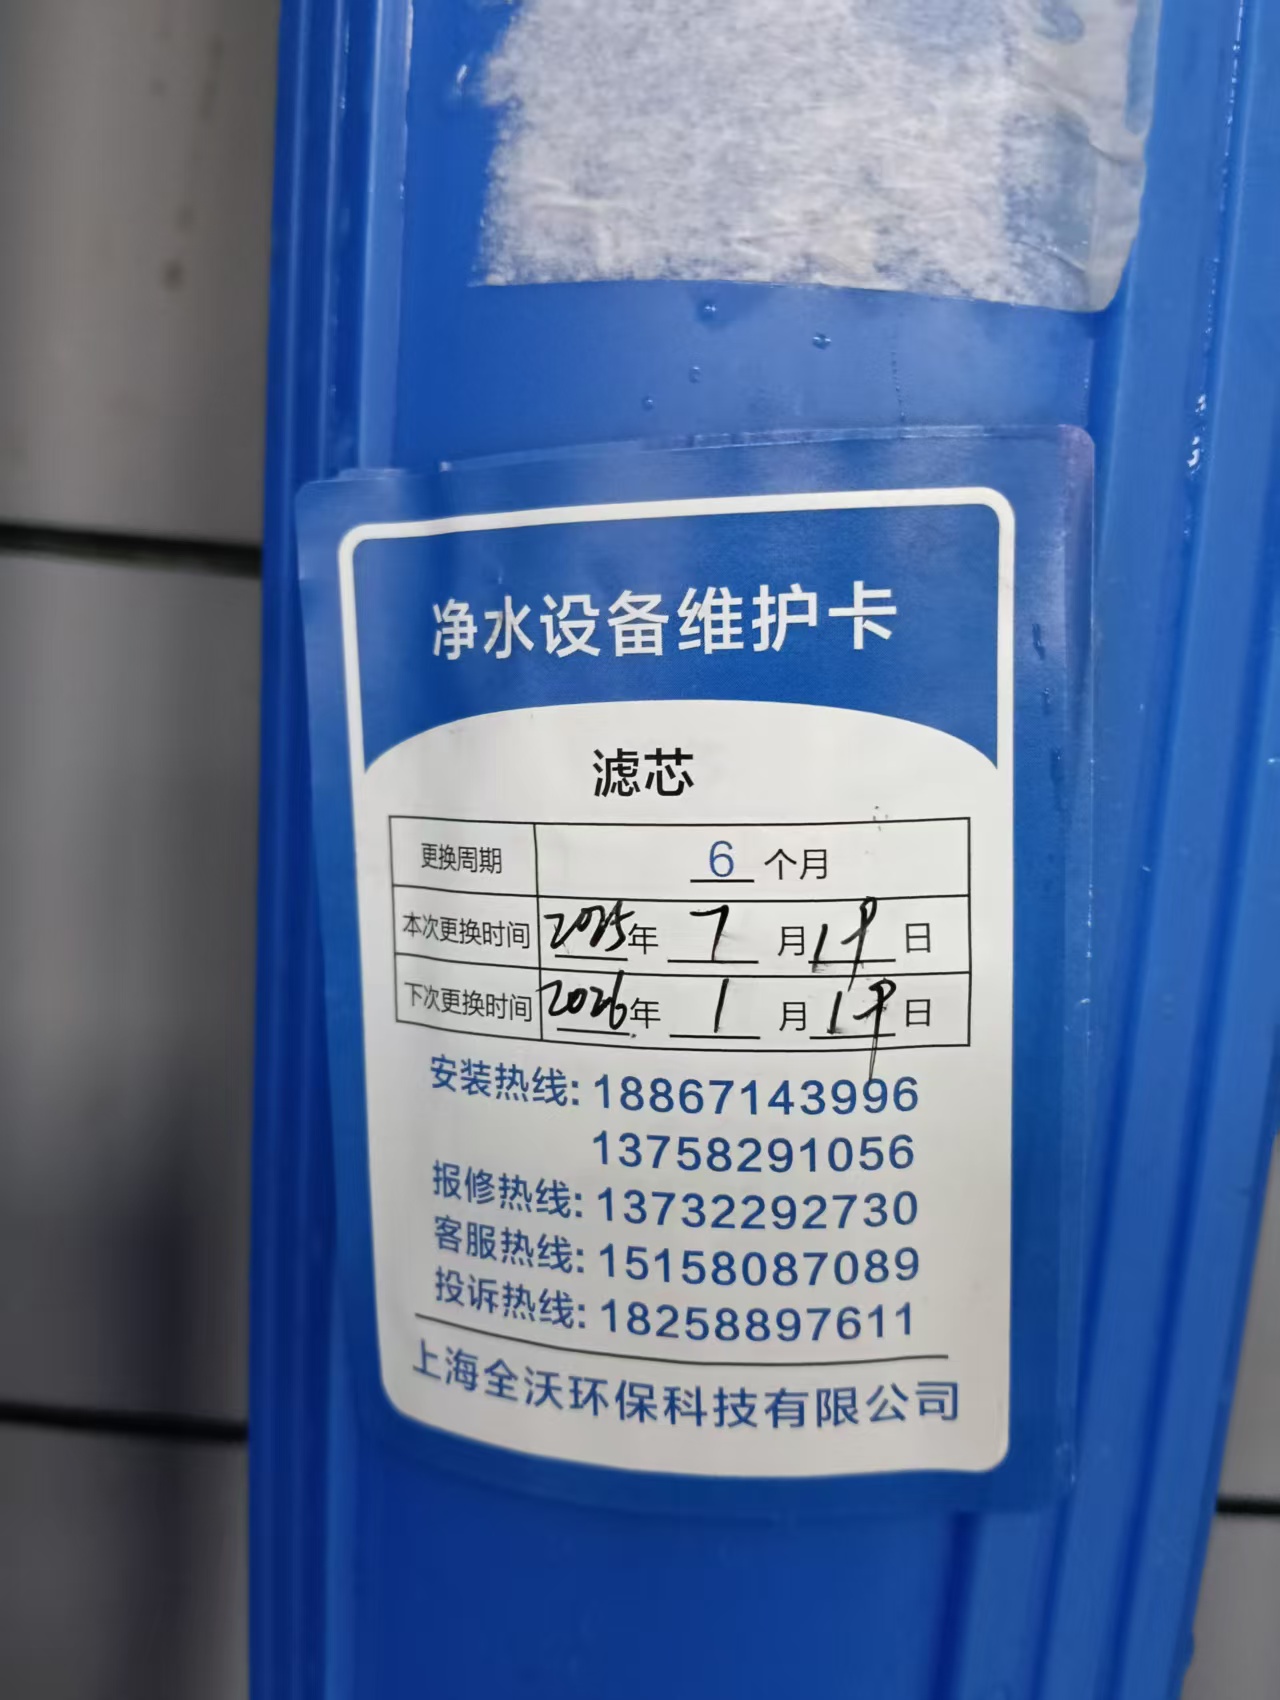 净水设备维护卡
滤芯
更换周期 6 个月
本次更换时间 2025年 7 月 19 日
下次更换时间 2026年 1 月 19 日
安装热线: 18867143996
13758291056
报修热线: 13732292730
客服热线: 15158087089
投诉热线: 18258897611
上海全沃环保科技有限公司